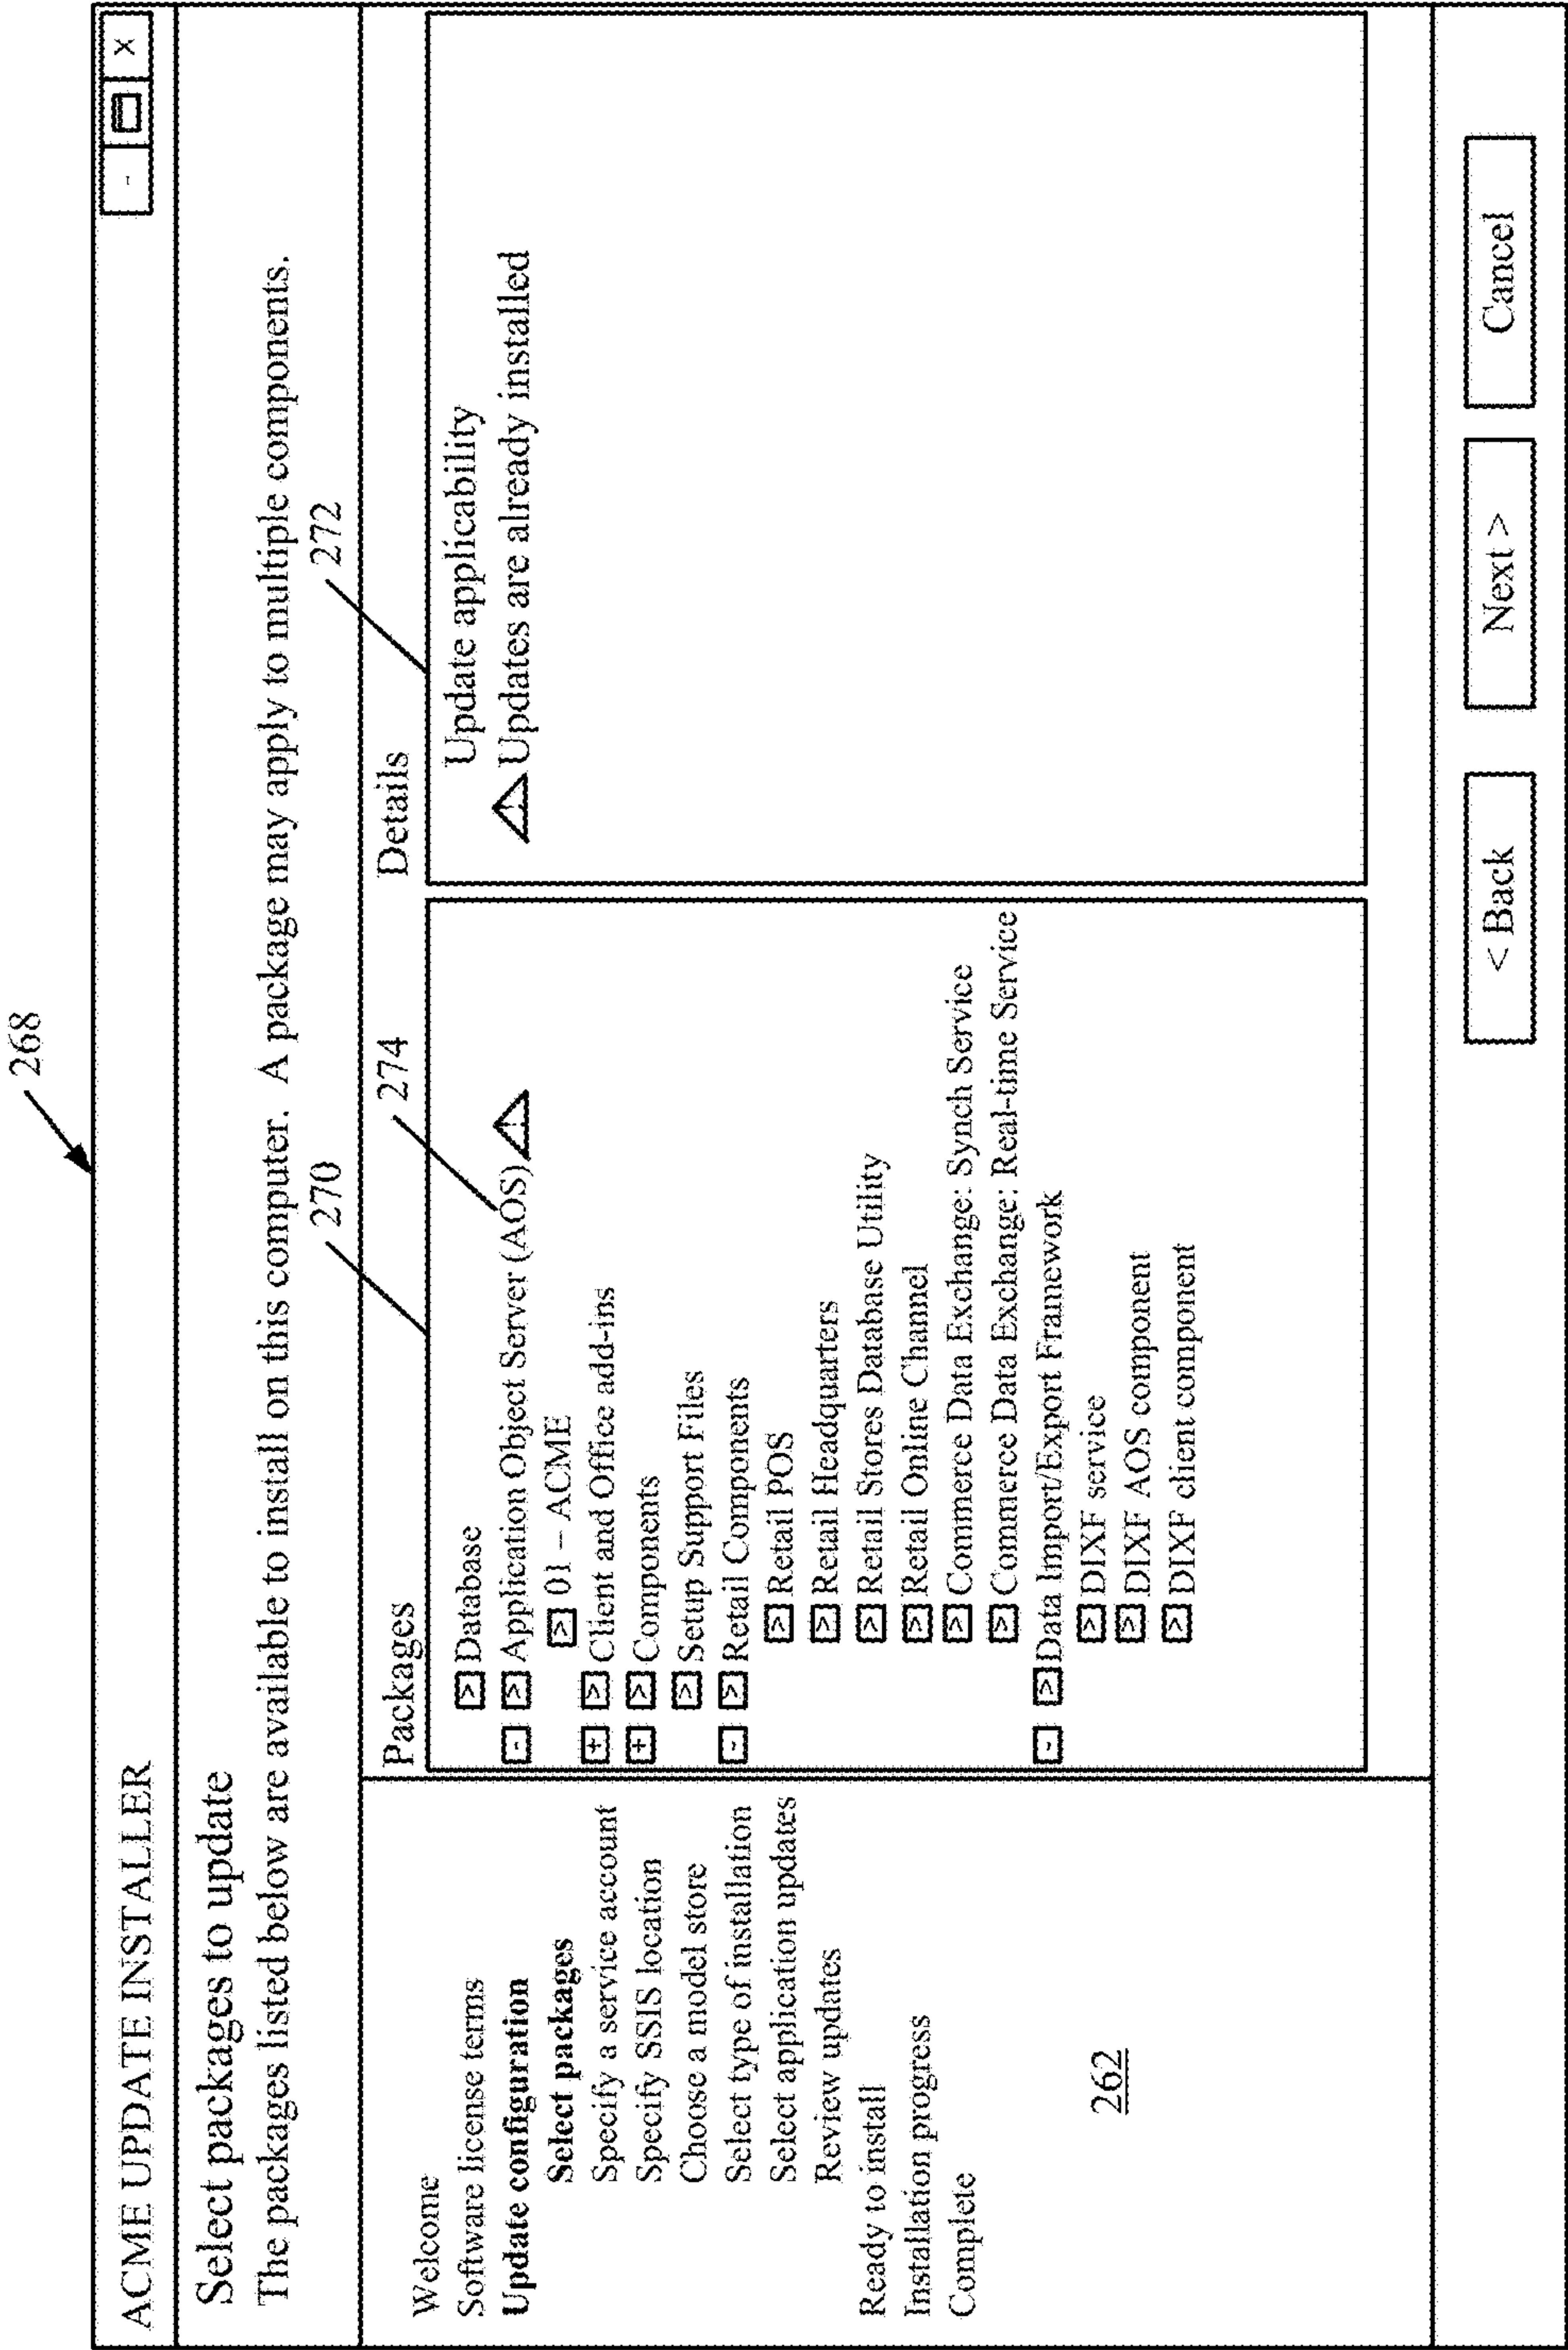 268
ACME UPDATE INSTALLER
- x
Select packages to update
The packages listed below are available to install on this computer. A package may apply to multiple components.
270
272
Welcome
Software license terms
Update configuration
Select packages
Specify a service account
Specify SSIS location
Choose a model store
Select type of installation
Select application updates
Review updates
Ready to install
Installation progress
Complete
262
Packages
274
Database
- Application Object Server (AOS) !
01 – ACME
+ Client and Office add-ins
+ Components
Setup Support Files
- Retail Components
Retail POS
Retail Headquarters
Retail Stores Database Utility
Retail Online Channel
Commerce Data Exchange: Synch Service
Commerce Data Exchange: Real-time Service
- Data Import/Export Framework
DIXF service
DIXF AOS component
DIXF client component
Details
Update applicability
! Updates are already installed
< Back
Next >
Cancel